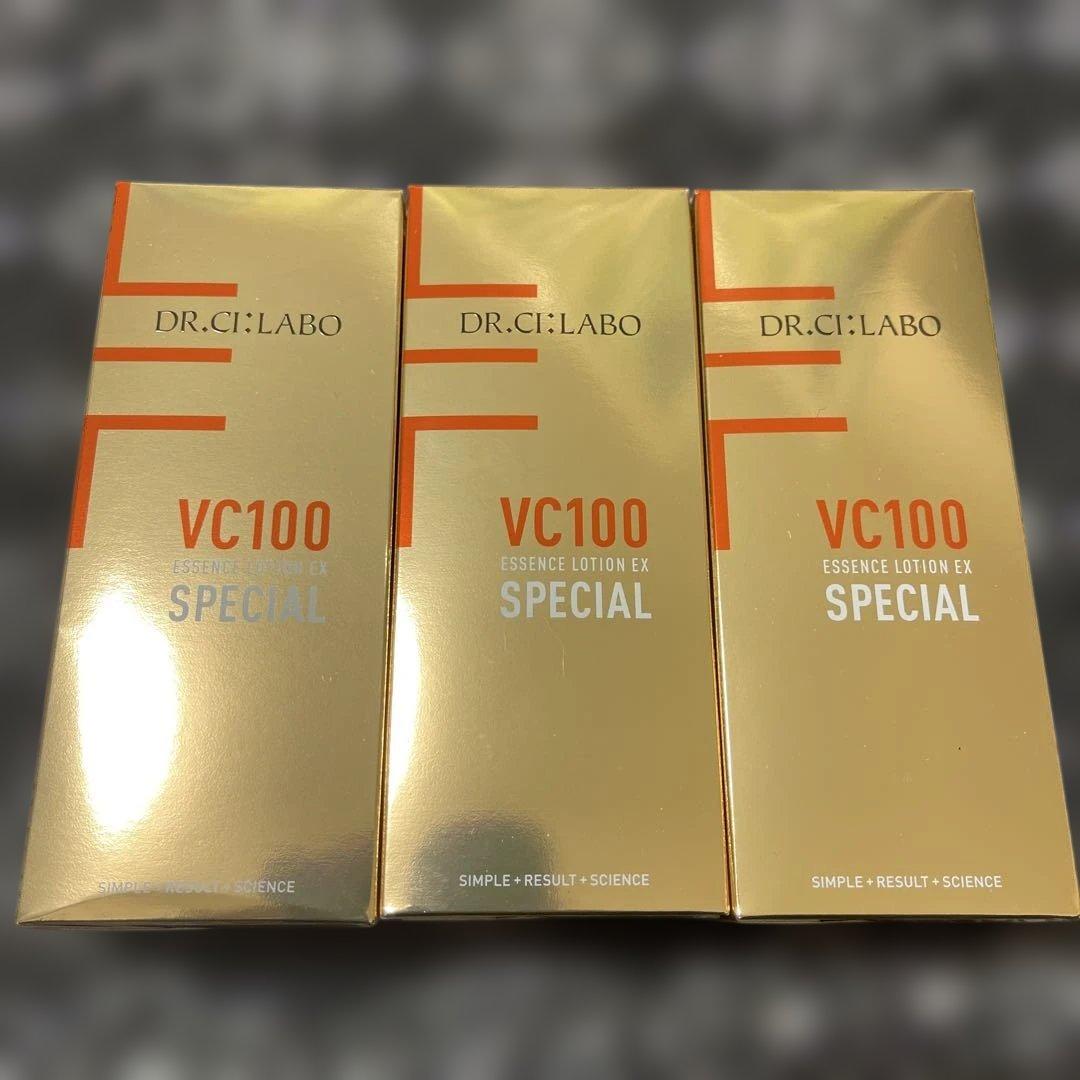 DR.CI:LABO
VC100
ESSENCE LOTION EX
SPECIAL
SIMPLE+RESULT+SCIENCE
DR.CI:LABO
VC100
ESSENCE LOTION EX
SPECIAL
SIMPLE+RESULT+SCIENCE
DR.CI:LABO
VC100
ESSENCE LOTION EX
SPECIAL
SIMPLE+RESULT+SCIENCE